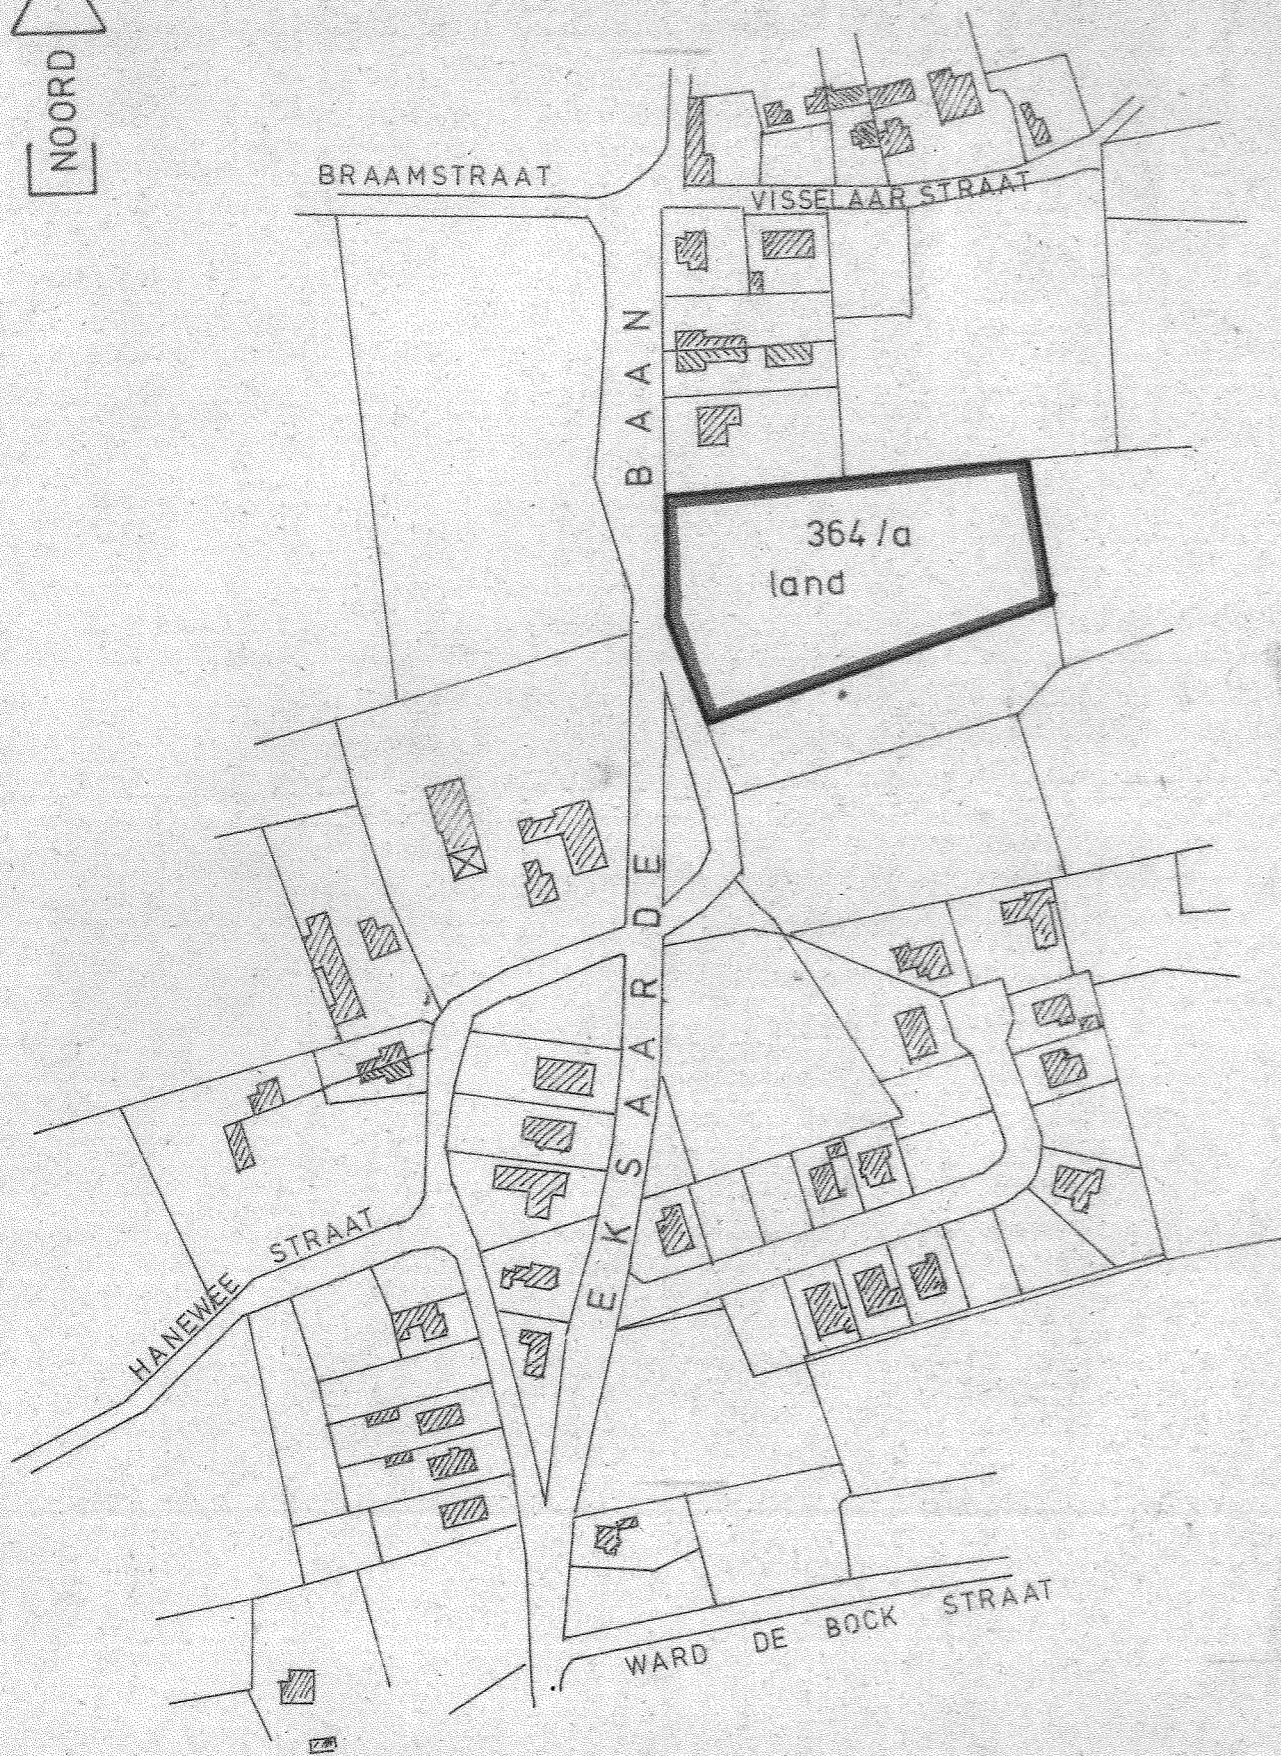 NOORD
BRAAMSTRAAT
VISSELAAR STRAAT
EKSAARDE BAAN
364/a
land
HANEWEE STRAAT
WARD DE BOCK STRAAT